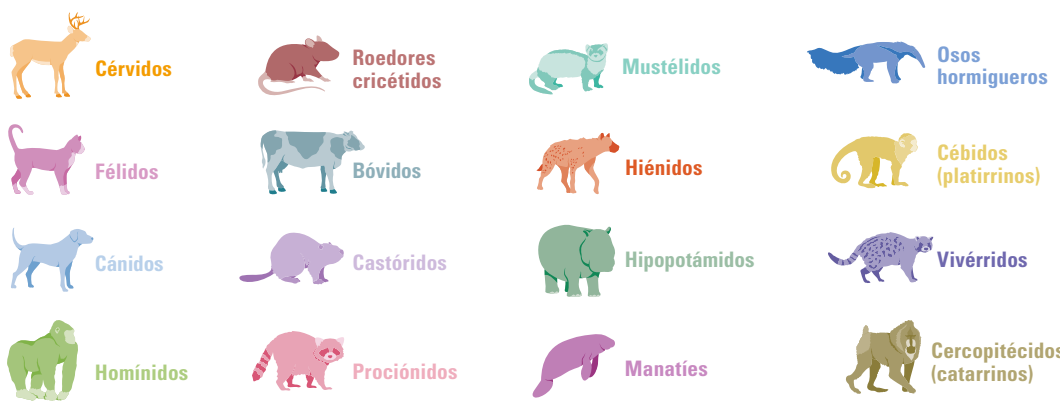 Cérvidos
Roedores
cricétidos
Mustélidos
Osos
hormigueros
Félidos
Bóvidos
Hiénidos
Cébidos
(platirrinos)
Cánidos
Castóridos
Hipopotámidos
Vivérridos
Homínidos
Prociónidos
Manatíes
Cercopitécidos
(catarrinos)